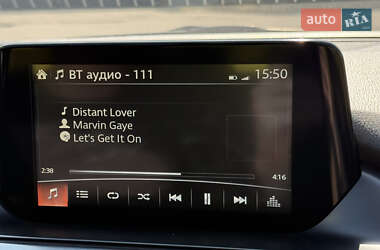 auto RIA
ВТ аудио - 111
15:50
Distant Lover
Marvin Gaye
Let's Get It On
2:38
4:16